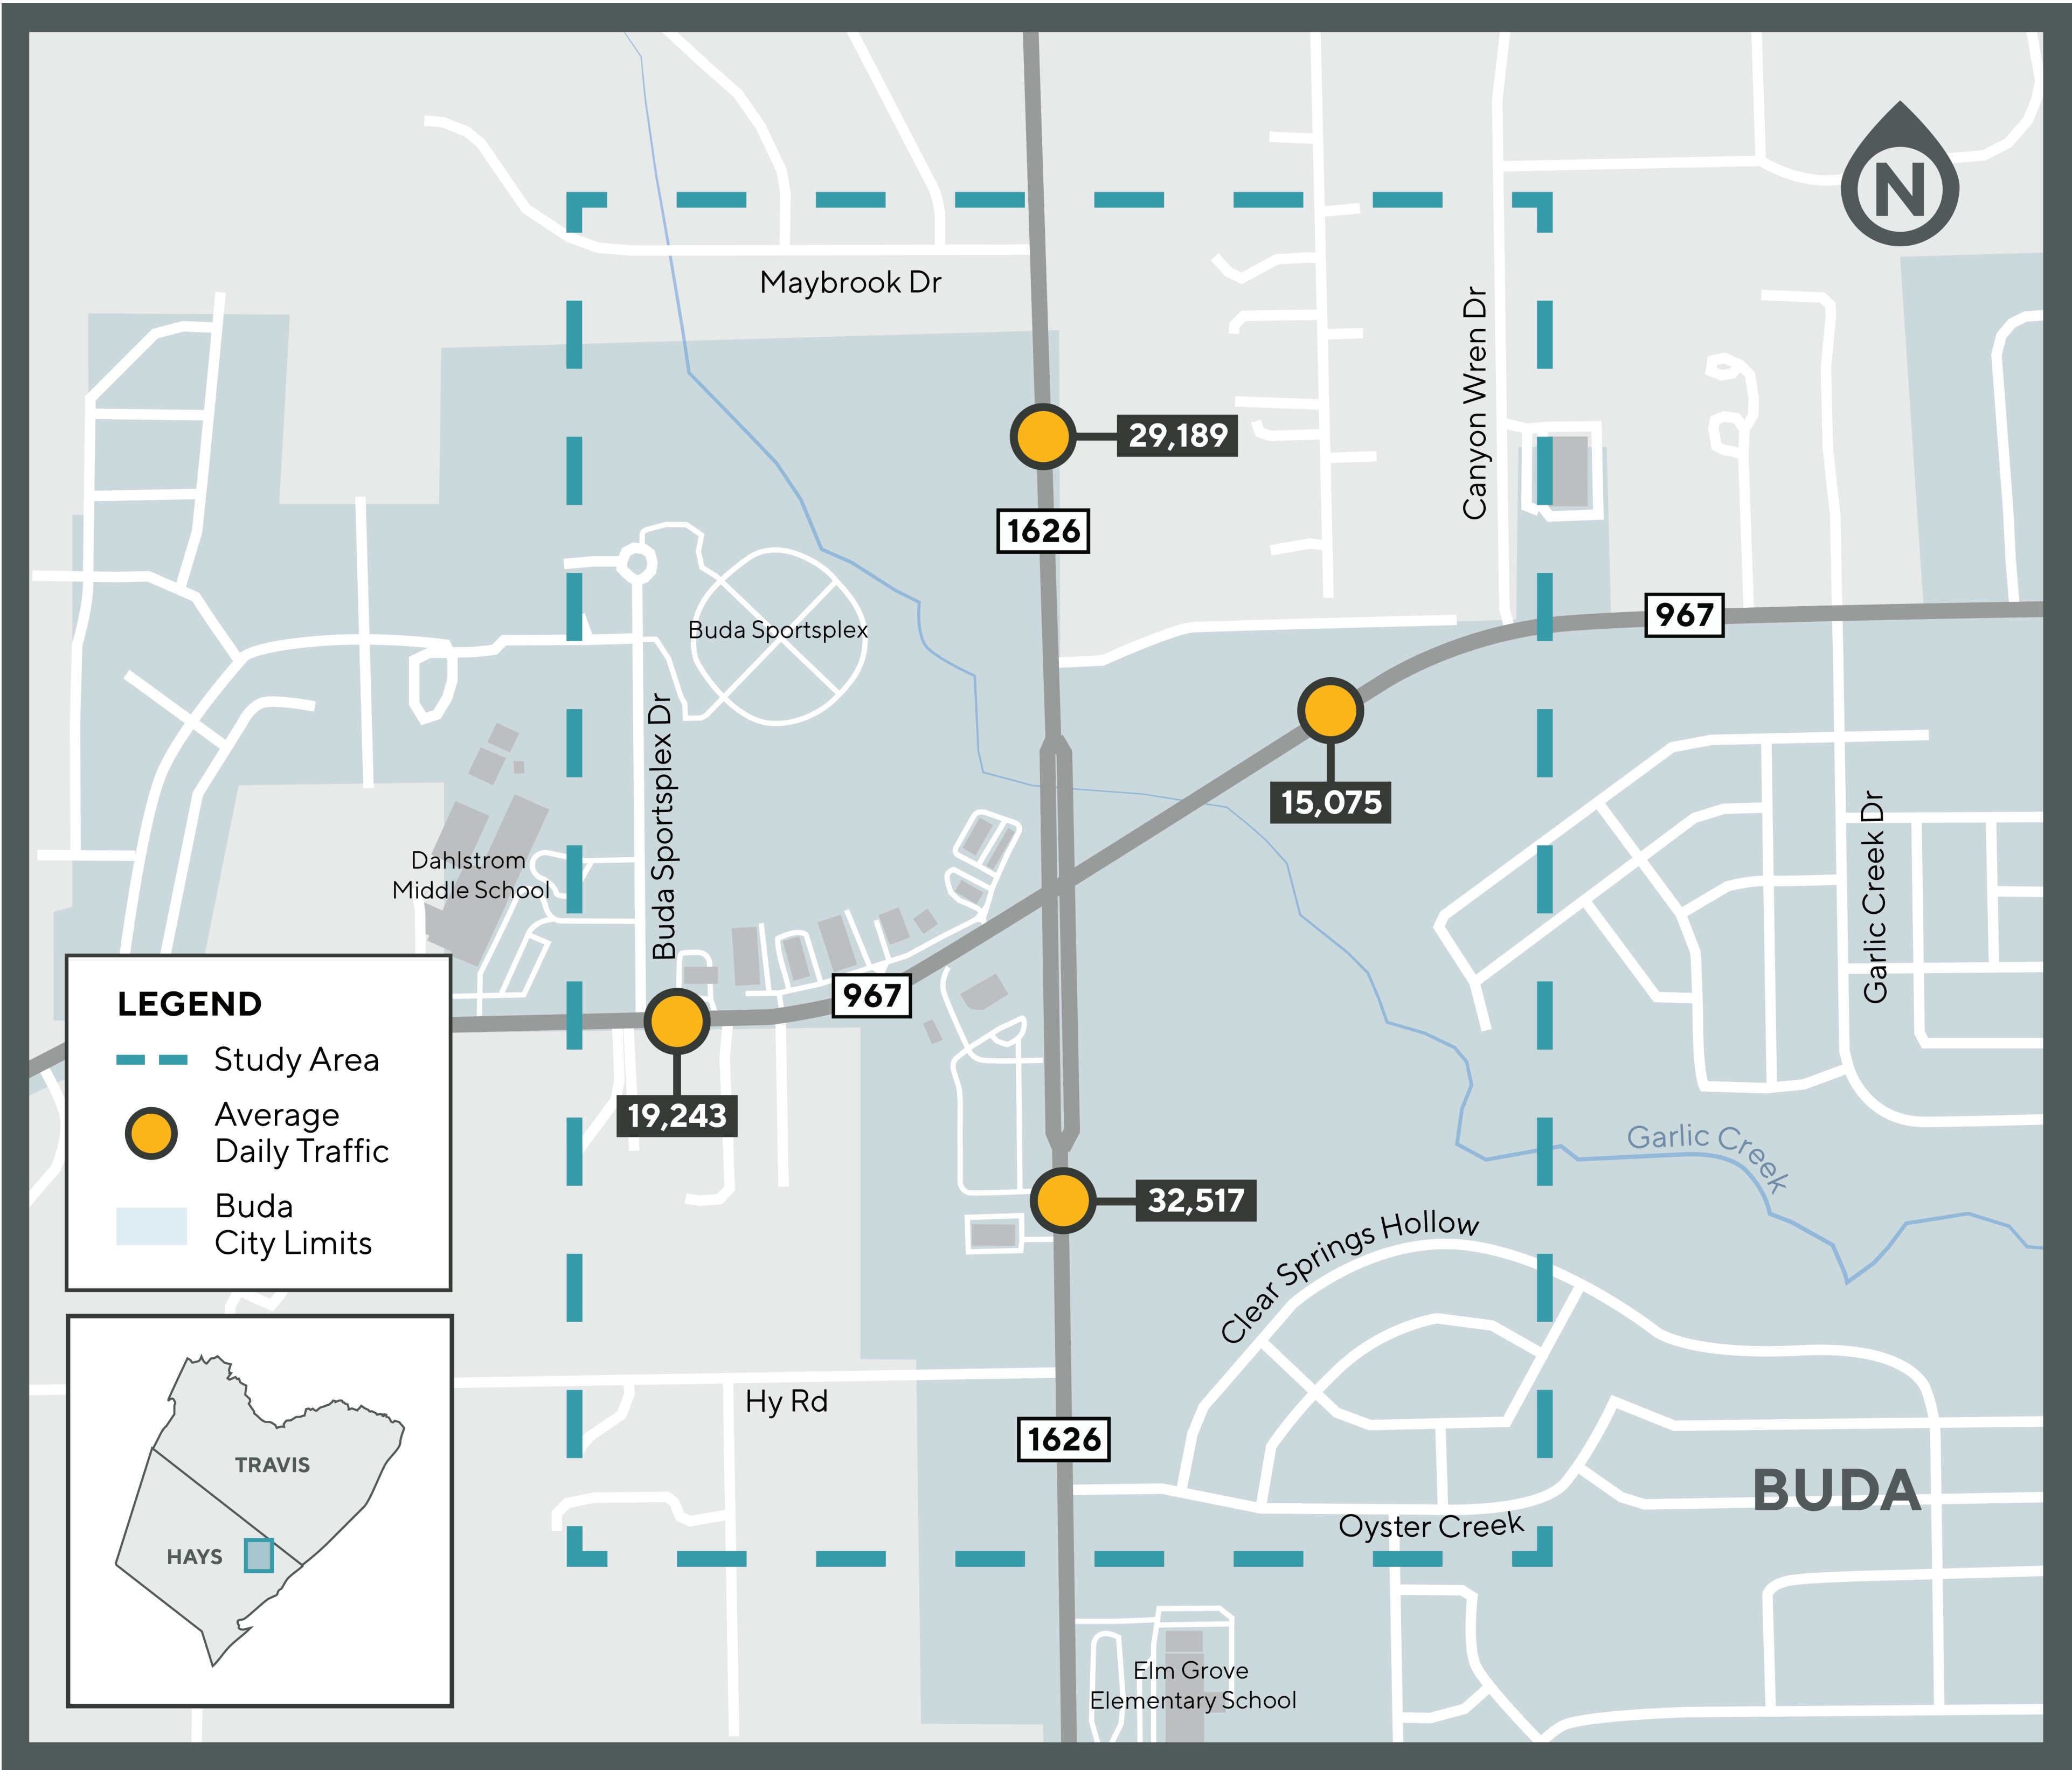 N
Maybrook Dr
Canyon Wren Dr
29,189
1626
967
Buda Sportsplex
Buda Sportsplex Dr
15,075
Dahlstrom
Middle School
Garlic Creek Dr
967
19,243
Garlic Creek
32,517
Clear Springs Hollow
Hy Rd
1626
BUDA
Oyster Creek
Elm Grove
Elementary School
LEGEND
Study Area
Average
Daily Traffic
Buda
City Limits
TRAVIS
HAYS